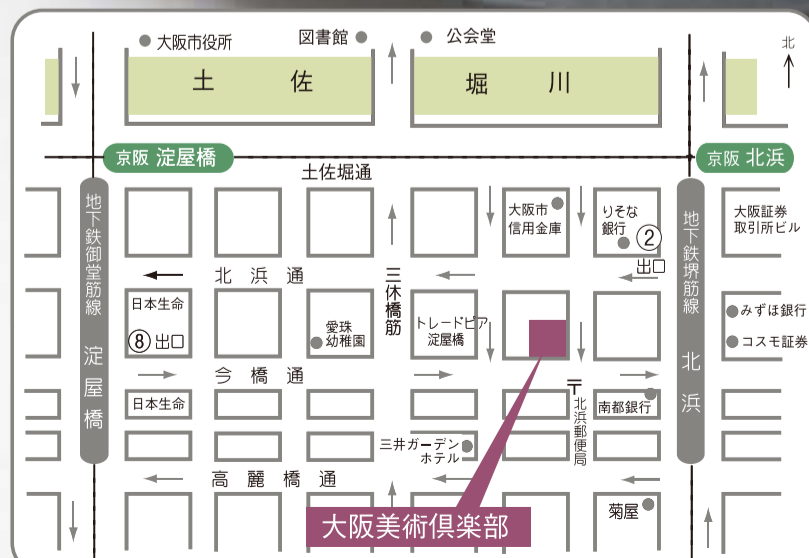 大阪市役所
図書館
公会堂
北
土佐
堀川
京阪 淀屋橋
京阪 北浜
土佐堀通
地下鉄御堂筋線 淀屋橋
大阪市
信用金庫
りそな
銀行
②
出口
地下鉄堺筋線 北浜
大阪証券
取引所ビル
北浜通
三休橋筋
日本生命
⑧出口
愛珠
幼稚園
トレードピア
淀屋橋
みずほ銀行
コスモ証券
今橋通
日本生命
〒
北浜郵便局
南都銀行
三井ガーデン
ホテル
高麗橋通
大阪美術倶楽部
菊屋